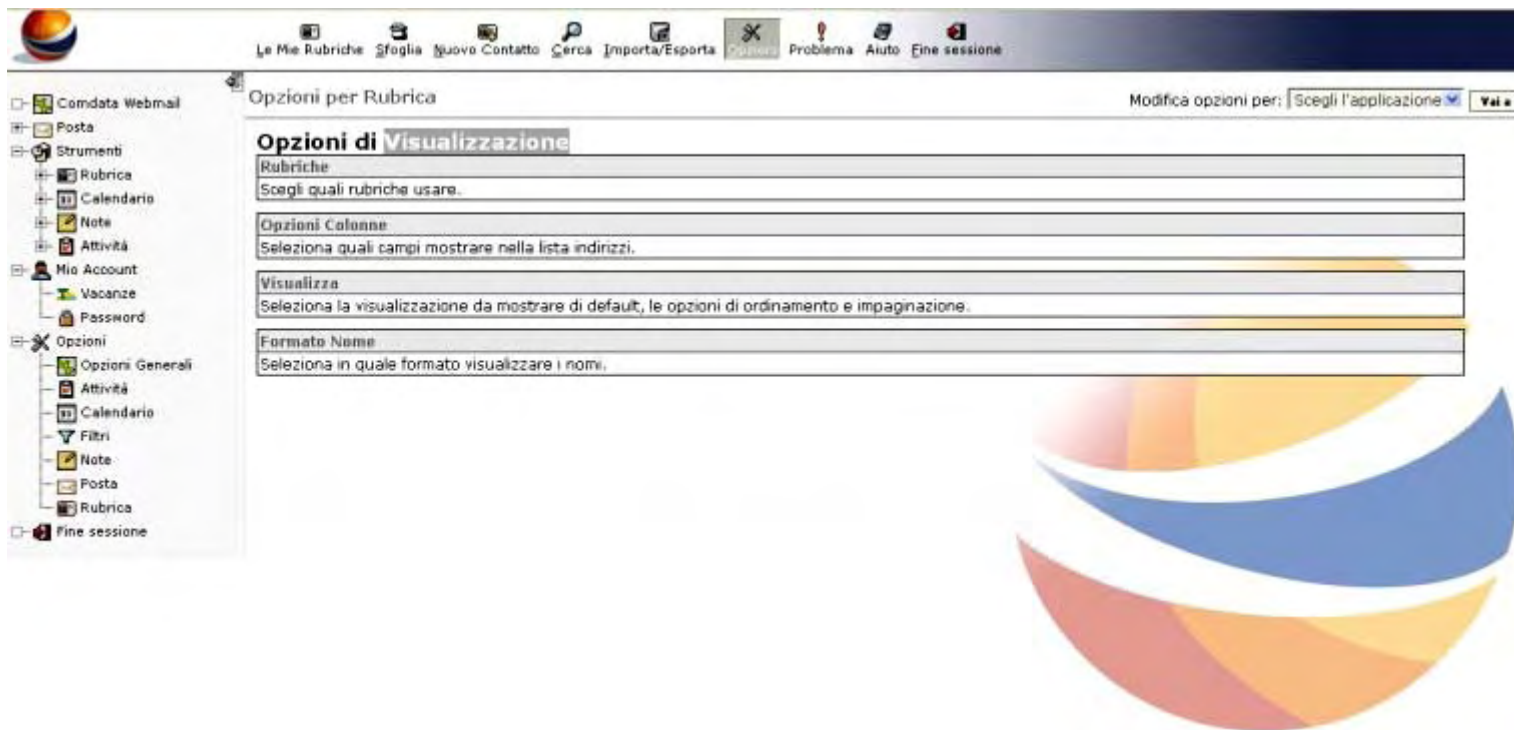 Le Mie Rubriche Sfoglia Nuovo Contatto Cerca Importa/Esporta Opzioni Problema Aiuto Fine sessione
Comdata Webmail
Posta
Strumenti
Rubrica
Calendario
Note
Attività
Mio Account
Vacanze
Password
Opzioni
Opzioni Generali
Attività
Calendario
Filtri
Note
Posta
Rubrica
Fine sessione
Opzioni per Rubrica
Modifica opzioni per: Scegli l'applicazione Vai a
Opzioni di Visualizzazione
Rubriche
Scegli quali rubriche usare.
Opzioni Colonne
Seleziona quali campi mostrare nella lista indirizzi.
Visualizza
Seleziona la visualizzazione da mostrare di default, le opzioni di ordinamento e impaginazione.
Formato Nome
Seleziona in quale formato visualizzare i nomi.